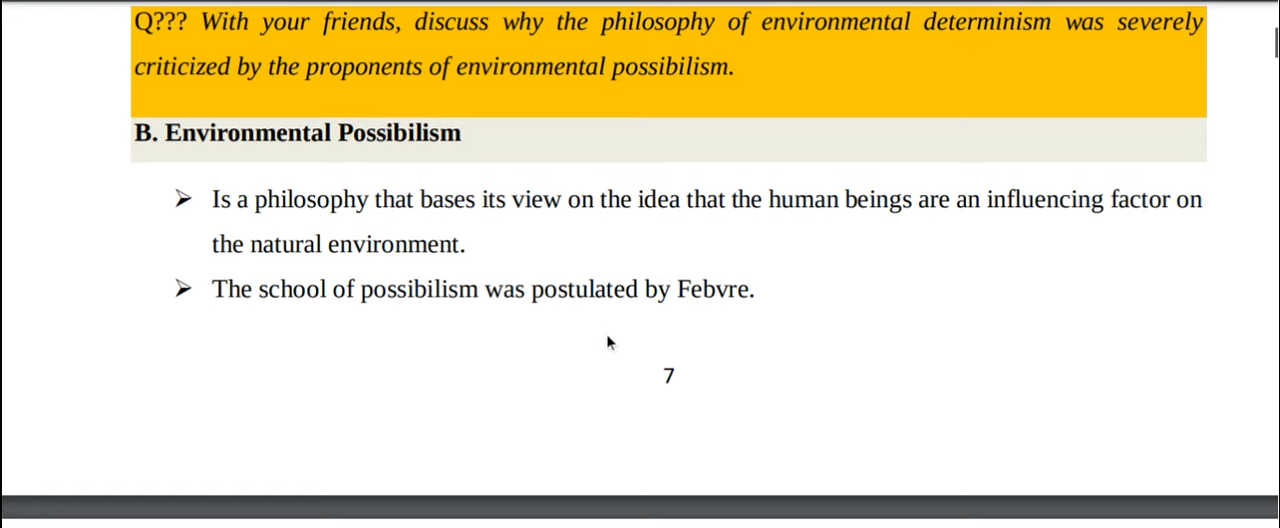 Q??? With your friends, discuss why the philosophy of environmental determinism was severely
criticized by the proponents of environmental possibilism.
B. Environmental Possibilism
➢ Is a philosophy that bases its view on the idea that the human beings are an influencing factor on
the natural environment.
➢ The school of possibilism was postulated by Febvre.
7